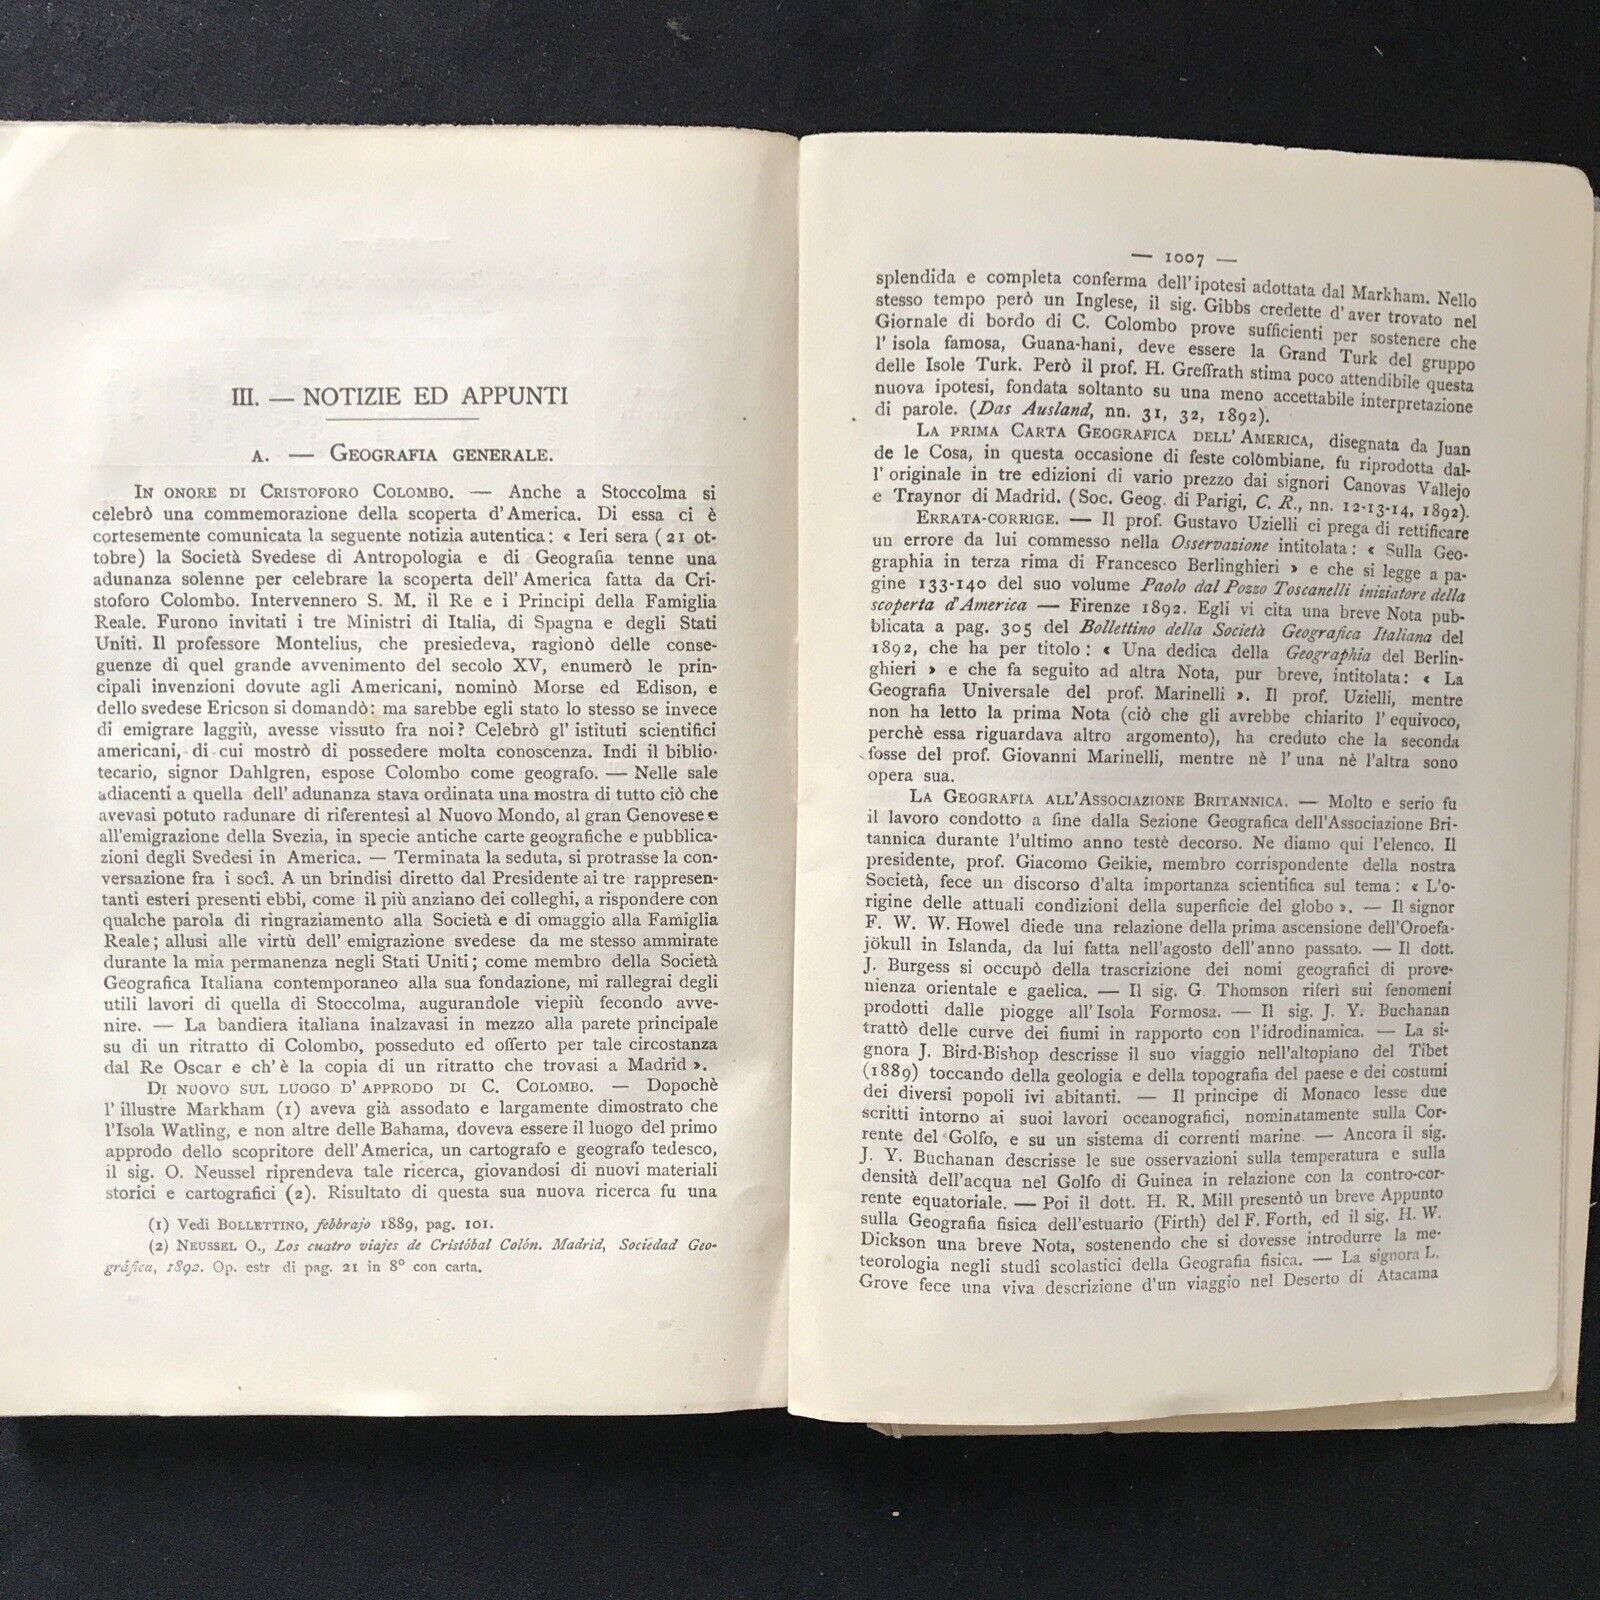 III. — NOTIZIE ED APPUNTI
A. — GEOGRAFIA GENERALE.
IN ONORE DI CRISTOFORO COLOMBO. — Anche a Stoccolma si
celebrò una commemorazione della scoperta d'America. Di essa ci è
cortesemente comunicata la seguente notizia autentica: « Ieri sera (21 ot-
tobre) la Società Svedese di Antropologia e di Geografia tenne una
adunanza solenne per celebrare la scoperta dell'America fatta da Cri-
stoforo Colombo. Intervennero S. M. il Re e i Principi della Famiglia
Reale. Furono invitati i tre Ministri di Italia, di Spagna e degli Stati
Uniti. Il professore Montelius, che presiedeva, ragionò delle conse-
guenze di quel grande avvenimento del secolo XV, enumerò le prin-
cipali invenzioni dovute agli Americani, nominò Morse ed Edison, e
dello svedese Ericson si domandò: ma sarebbe egli stato lo stesso se invece
di emigrare laggiù, avesse vissuto fra noi? Celebrò gl'istituti scientifici
americani, di cui mostrò di possedere molta conoscenza. Indi il biblio-
tecario, signor Dahlgren, espose Colombo come geografo. — Nelle sale
adiacenti a quella dell'adunanza stava ordinata una mostra di tutto ciò che
avevasi potuto radunare di riferentesi al Nuovo Mondo, al gran Genovese e
all'emigrazione della Svezia, in specie antiche carte geografiche e pubblica-
zioni degli Svedesi in America. — Terminata la seduta, si protrasse la con-
versazione fra i socî. A un brindisi diretto dal Presidente ai tre rappresen-
tanti esteri presenti ebbi, come il più anziano dei colleghi, a rispondere con
qualche parola di ringraziamento alla Società e di omaggio alla Famiglia
Reale; allusi alle virtù dell'emigrazione svedese da me stesso ammirate
durante la mia permanenza negli Stati Uniti; come membro della Società
Geografica Italiana contemporaneo alla sua fondazione, mi rallegrai degli
utili lavori di quella di Stoccolma, augurandole viepiù fecondo avve-
nire. — La bandiera italiana inalzavasi in mezzo alla parete principale
su di un ritratto di Colombo, posseduto ed offerto per tale circostanza
dal Re Oscar e ch'è la copia di un ritratto che trovasi a Madrid ».
DI NUOVO SUL LUOGO D'APPRODO DI C. COLOMBO. — Dopochè
l'illustre Markham (1) aveva già assodato e largamente dimostrato che
l'Isola Watling, e non altre delle Bahama, doveva essere il luogo del primo
approdo dello scopritore dell'America, un cartografo e geografo tedesco,
il sig. O. Neussel riprendeva tale ricerca, giovandosi di nuovi materiali
storici e cartografici (2). Risultato di questa sua nuova ricerca fu una
(1) Vedi BOLLETTINO, febbrajo 1889, pag. 101.
(2) NEUSSEL O., Los cuatro viajes de Cristóbal Colón. Madrid, Sociedad Geo-
gráfica, 1892. Op. estr di pag. 21 in 8° con carta.
— 1007 —
splendida e completa conferma dell'ipotesi adottata dal Markham. Nello
stesso tempo però un Inglese, il sig. Gibbs credette d'aver trovato nel
Giornale di bordo di C. Colombo prove sufficienti per sostenere che
l'isola famosa, Guana-hani, deve essere la Grand Turk del gruppo
delle Isole Turk. Però il prof. H. Greffrath stima poco attendibile questa
nuova ipotesi, fondata soltanto su una meno accettabile interpretazione
di parole. (Das Ausland, nn. 31, 32, 1892).
LA PRIMA CARTA GEOGRAFICA DELL'AMERICA, disegnata da Juan
de le Cosa, in questa occasione di feste colombiane, fu riprodotta dal-
l'originale in tre edizioni di vario prezzo dai signori Canovas Vallejo
e Traynor di Madrid. (Soc. Geog. di Parigi, C. R., nn. 12-13-14, 1892).
ERRATA-CORRIGE. — Il prof. Gustavo Uzielli ci prega di rettificare
un errore da lui commesso nella Osservazione intitolata: « Sulla Geo-
graphia in terza rima di Francesco Berlinghieri » e che si legge a pa-
gine 133-140 del suo volume Paolo dal Pozzo Toscanelli iniziatore della
scoperta d'America — Firenze 1892. Egli vi cita una breve Nota pub-
blicata a pag. 305 del Bollettino della Società Geografica Italiana del
1892, che ha per titolo: « Una dedica della Geographia del Berlin-
ghieri » e che fa seguito ad altra Nota, pur breve, intitolata: « La
Geografia Universale del prof. Marinelli ». Il prof. Uzielli, mentre
non ha letto la prima Nota (ciò che gli avrebbe chiarito l'equivoco,
perchè essa riguardava altro argomento), ha creduto che la seconda
fosse del prof. Giovanni Marinelli, mentre nè l'una nè l'altra sono
opera sua.
LA GEOGRAFIA ALL'ASSOCIAZIONE BRITANNICA. — Molto e serio fu
il lavoro condotto a fine dalla Sezione Geografica dell'Associazione Bri-
tannica durante l'ultimo anno testè decorso. Ne diamo qui l'elenco. Il
presidente, prof. Giacomo Geikie, membro corrispondente della nostra
Società, fece un discorso d'alta importanza scientifica sul tema: « L'o-
rigine delle attuali condizioni della superficie del globo ». — Il signor
F. W. W. Howel diede una relazione della prima ascensione dell'Oroefa-
jökull in Islanda, da lui fatta nell'agosto dell'anno passato. — Il dott.
J. Burgess si occupò della trascrizione dei nomi geografici di prove-
nienza orientale e gaelica. — Il sig. G. Thomson riferì sui fenomeni
prodotti dalle piogge all'Isola Formosa. — Il sig. J. Y. Buchanan
trattò delle curve dei fiumi in rapporto con l'idrodinamica. — La si-
gnora J. Bird-Bishop descrisse il suo viaggio nell'altopiano del Tibet
(1889) toccando della geologia e della topografia del paese e dei costumi
dei diversi popoli ivi abitanti. — Il principe di Monaco lesse due
scritti intorno ai suoi lavori oceanografici, nominatamente sulla Cor-
rente del Golfo, e su un sistema di correnti marine. — Ancora il sig.
J. Y. Buchanan descrisse le sue osservazioni sulla temperatura e sulla
densità dell'acqua nel Golfo di Guinea in relazione con la contro-cor-
rente equatoriale. — Poi il dott. H. R. Mill presentò un breve Appunto
sulla Geografia fisica dell'estuario (Firth) del F. Forth, ed il sig. H. W.
Dickson una breve Nota, sostenendo che si dovesse introdurre la me-
teorologia negli studî scolastici della Geografia fisica. — La signora L.
Grove fece una viva descrizione d'un viaggio nel Deserto di Atacama